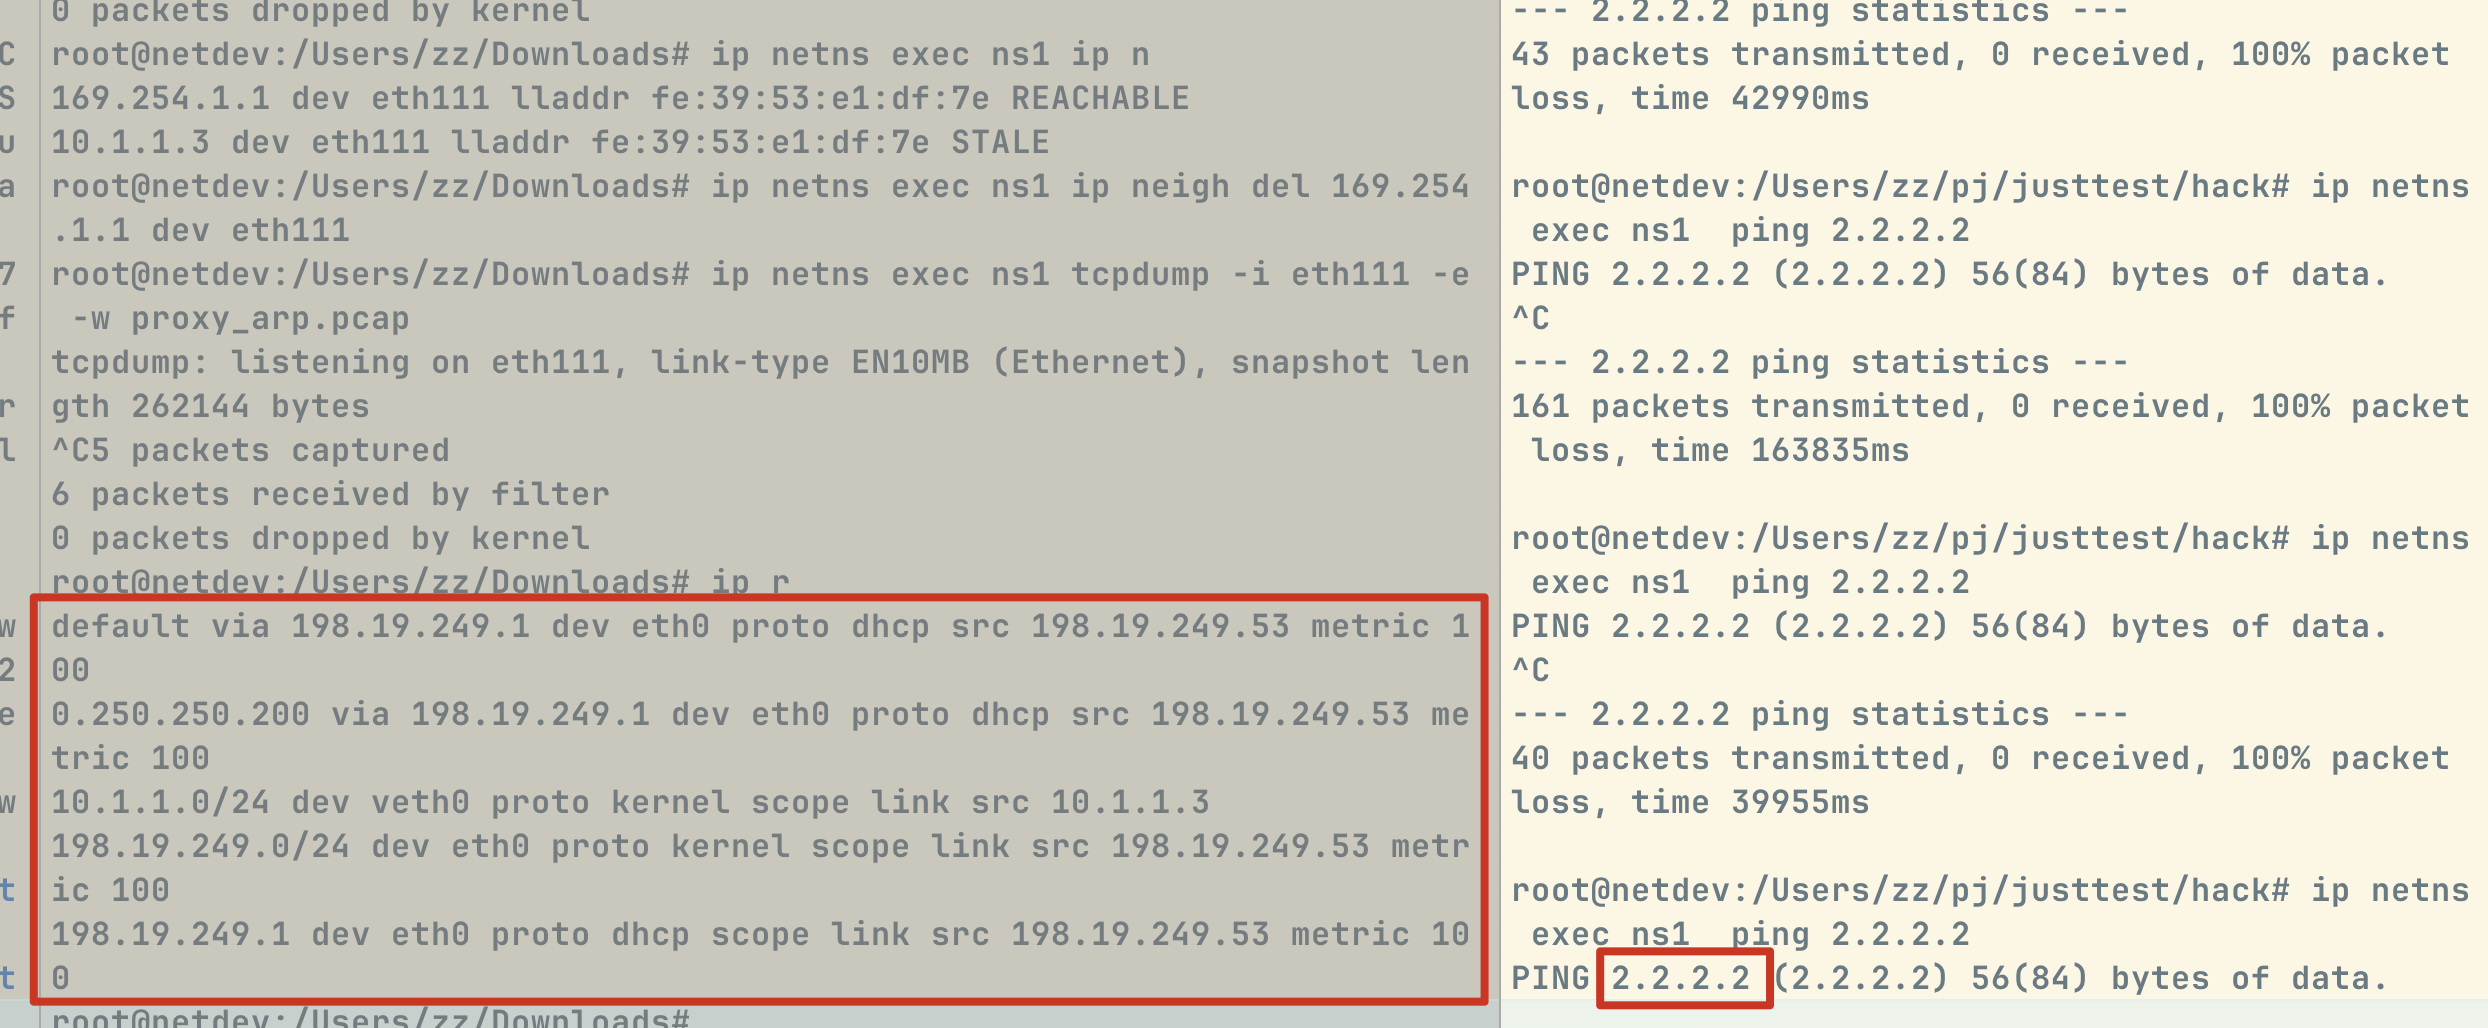 0 packets dropped by kernel
root@netdev:/Users/zz/Downloads# ip netns exec ns1 ip n
169.254.1.1 dev eth111 lladdr fe:39:53:e1:df:7e REACHABLE
10.1.1.3 dev eth111 lladdr fe:39:53:e1:df:7e STALE
root@netdev:/Users/zz/Downloads# ip netns exec ns1 ip neigh del 169.254
.1.1 dev eth111
root@netdev:/Users/zz/Downloads# ip netns exec ns1 tcpdump -i eth111 -e
 -w proxy_arp.pcap
tcpdump: listening on eth111, link-type EN10MB (Ethernet), snapshot len
gth 262144 bytes
^C5 packets captured
6 packets received by filter
0 packets dropped by kernel
root@netdev:/Users/zz/Downloads# ip r
default via 198.19.249.1 dev eth0 proto dhcp src 198.19.249.53 metric 1
00
0.250.250.200 via 198.19.249.1 dev eth0 proto dhcp src 198.19.249.53 me
tric 100
10.1.1.0/24 dev veth0 proto kernel scope link src 10.1.1.3
198.19.249.0/24 dev eth0 proto kernel scope link src 198.19.249.53 metr
ic 100
198.19.249.1 dev eth0 proto dhcp scope link src 198.19.249.53 metric 10
0
root@netdev:/Users/zz/Downloads#
--- 2.2.2.2 ping statistics ---
43 packets transmitted, 0 received, 100% packet
loss, time 42990ms
root@netdev:/Users/zz/pj/justtest/hack# ip netns
 exec ns1  ping 2.2.2.2
PING 2.2.2.2 (2.2.2.2) 56(84) bytes of data.
^C
--- 2.2.2.2 ping statistics ---
161 packets transmitted, 0 received, 100% packet
 loss, time 163835ms
root@netdev:/Users/zz/pj/justtest/hack# ip netns
 exec ns1  ping 2.2.2.2
PING 2.2.2.2 (2.2.2.2) 56(84) bytes of data.
^C
--- 2.2.2.2 ping statistics ---
40 packets transmitted, 0 received, 100% packet
loss, time 39955ms
root@netdev:/Users/zz/pj/justtest/hack# ip netns
 exec ns1  ping 2.2.2.2
PING 2.2.2.2 (2.2.2.2) 56(84) bytes of data.